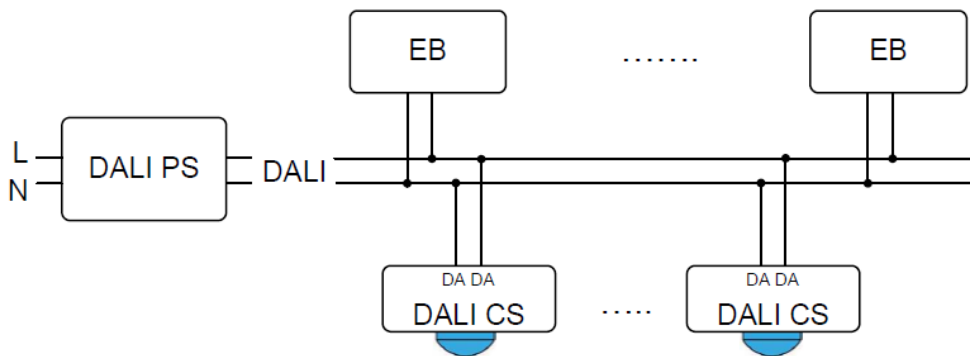 EB
.......
EB
L
N
DALI PS
DALI
DA DA
DALI CS
.....
DA DA
DALI CS